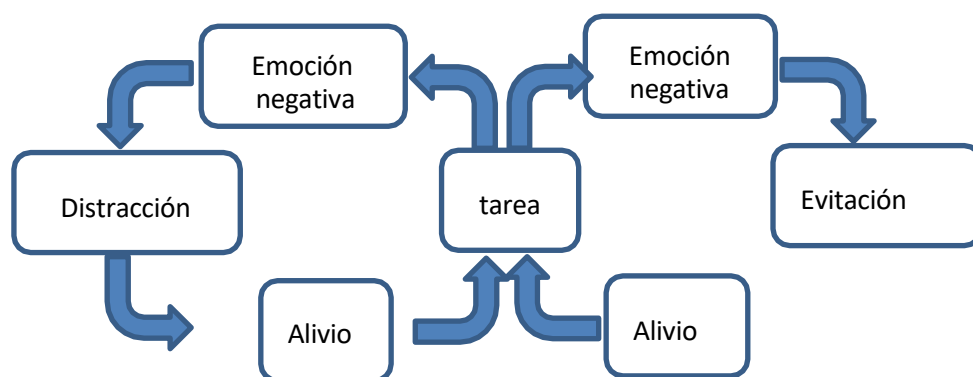 Emoción
negativa
Emoción
negativa
Distracción
tarea
Evitación
Alivio
Alivio